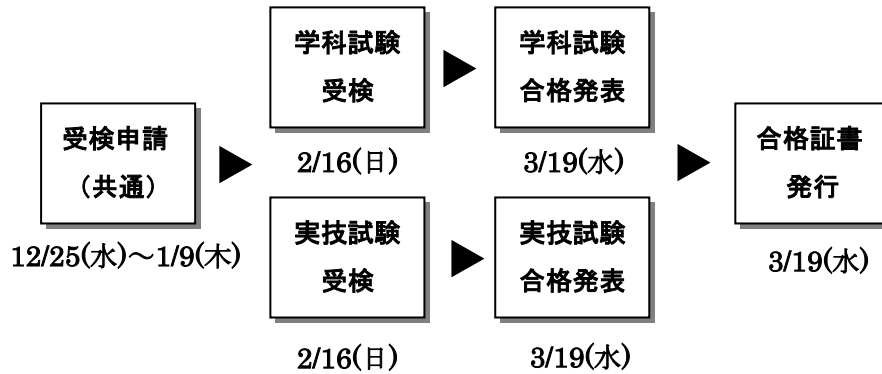 受検申請
（共通）
12/25(水)～1/9(木)
学科試験
受検
2/16(日)
学科試験
合格発表
3/19(水)
実技試験
受検
2/16(日)
実技試験
合格発表
3/19(水)
合格証書
発行
3/19(水)